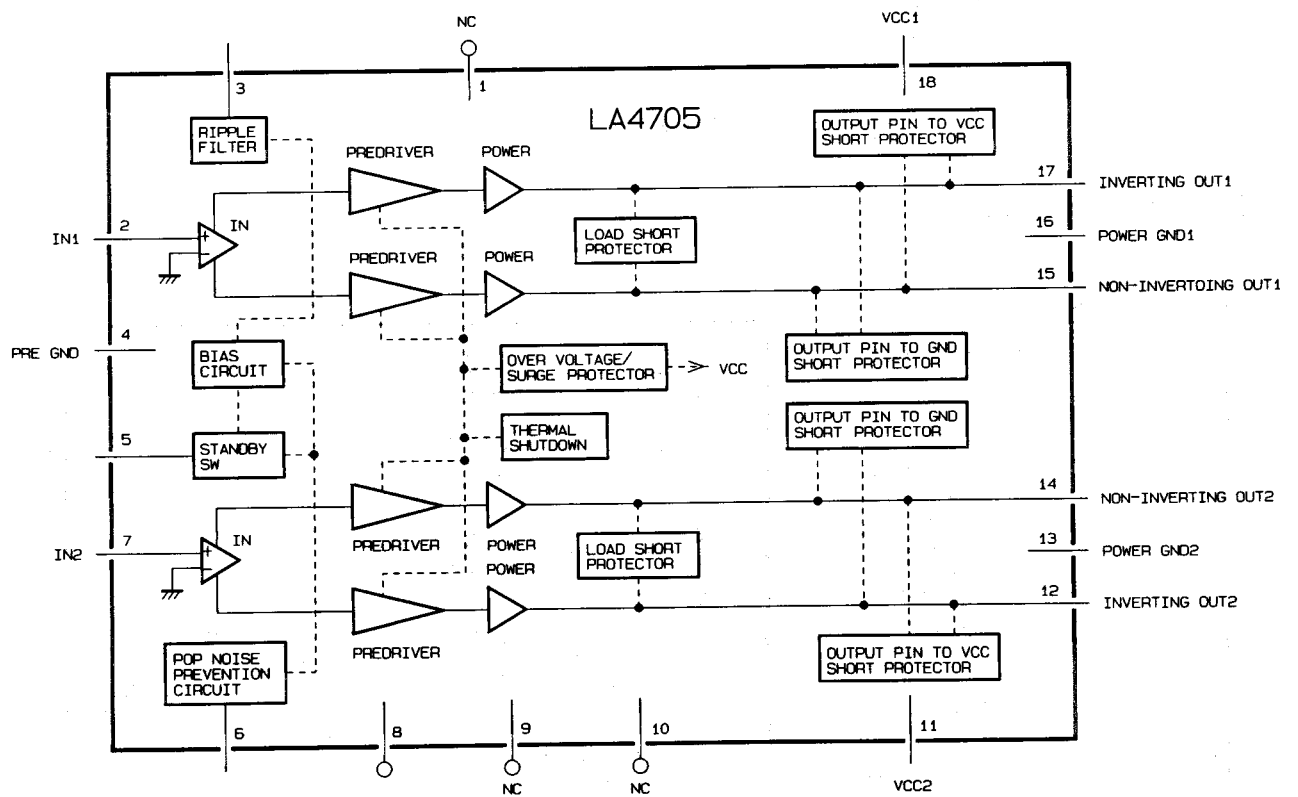 NC
VCC1
3
1
18
LA4705
RIPPLE
FILTER
OUTPUT PIN TO VCC
SHORT PROTECTOR
PREDRIVER
POWER
17
INVERTING OUT1
2
IN1
+
-
IN
LOAD SHORT
PROTECTOR
16
POWER GND1
PREDRIVER
POWER
15
NON-INVERTOING OUT1
4
PRE GND
BIAS
CIRCUIT
OVER VOLTAGE/
SURGE PROTECTOR
VCC
OUTPUT PIN TO GND
SHORT PROTECTOR
OUTPUT PIN TO GND
SHORT PROTECTOR
5
STANDBY
SW
THERMAL
SHUTDOWN
14
NON-INVERTING OUT2
7
IN2
+
-
IN
PREDRIVER
POWER
LOAD SHORT
PROTECTOR
13
POWER GND2
POWER
12
INVERTING OUT2
PREDRIVER
POP NOISE
PREVENTION
CIRCUIT
OUTPUT PIN TO VCC
SHORT PROTECTOR
6
8
9
10
11
NC
NC
VCC2